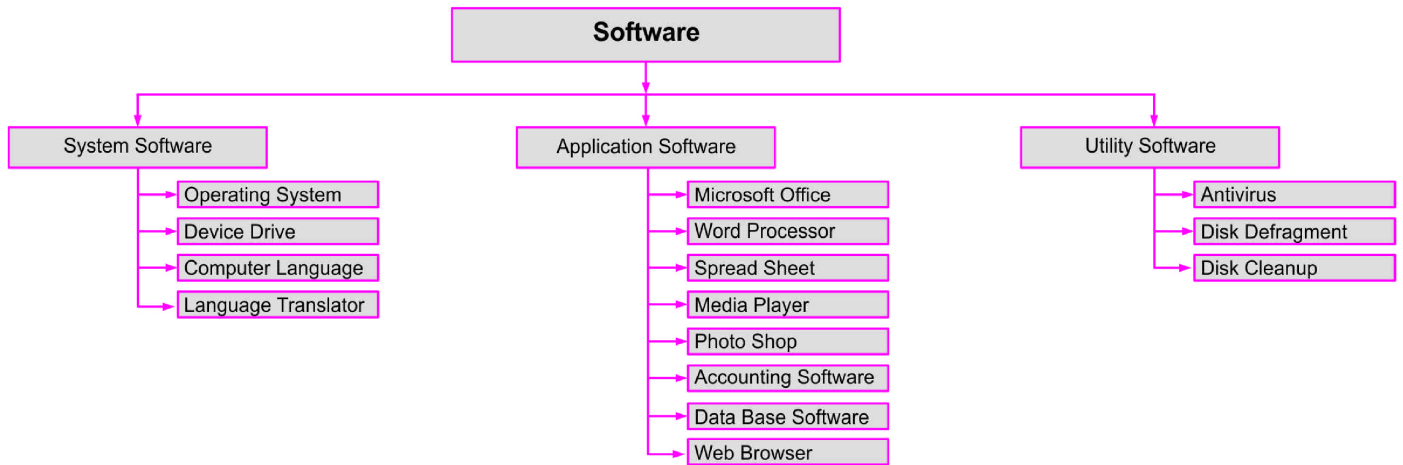 Software
System Software
Operating System
Device Drive
Computer Language
Language Translator
Application Software
Microsoft Office
Word Processor
Spread Sheet
Media Player
Photo Shop
Accounting Software
Data Base Software
Web Browser
Utility Software
Antivirus
Disk Defragment
Disk Cleanup